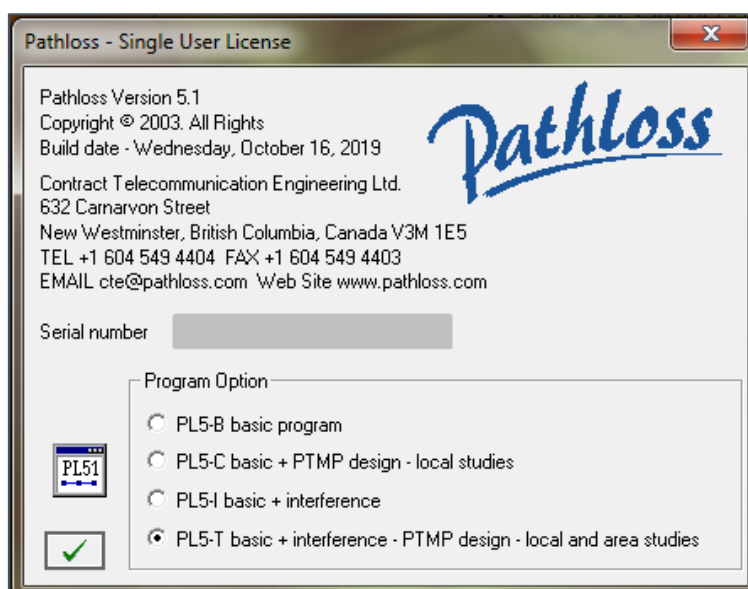 Pathloss - Single User License
Pathloss Version 5.1
Copyright © 2003. All Rights
Build date - Wednesday, October 16, 2019
Pathloss
Contract Telecommunication Engineering Ltd.
632 Carnarvon Street
New Westminster, British Columbia, Canada V3M 1E5
TEL +1 604 549 4404 FAX +1 604 549 4403
EMAIL cte@pathloss.com Web Site www.pathloss.com
Serial number
Program Option
PL5-B basic program
PL5-C basic + PTMP design - local studies
PL51
PL5-I basic + interference
PL5-T basic + interference - PTMP design - local and area studies